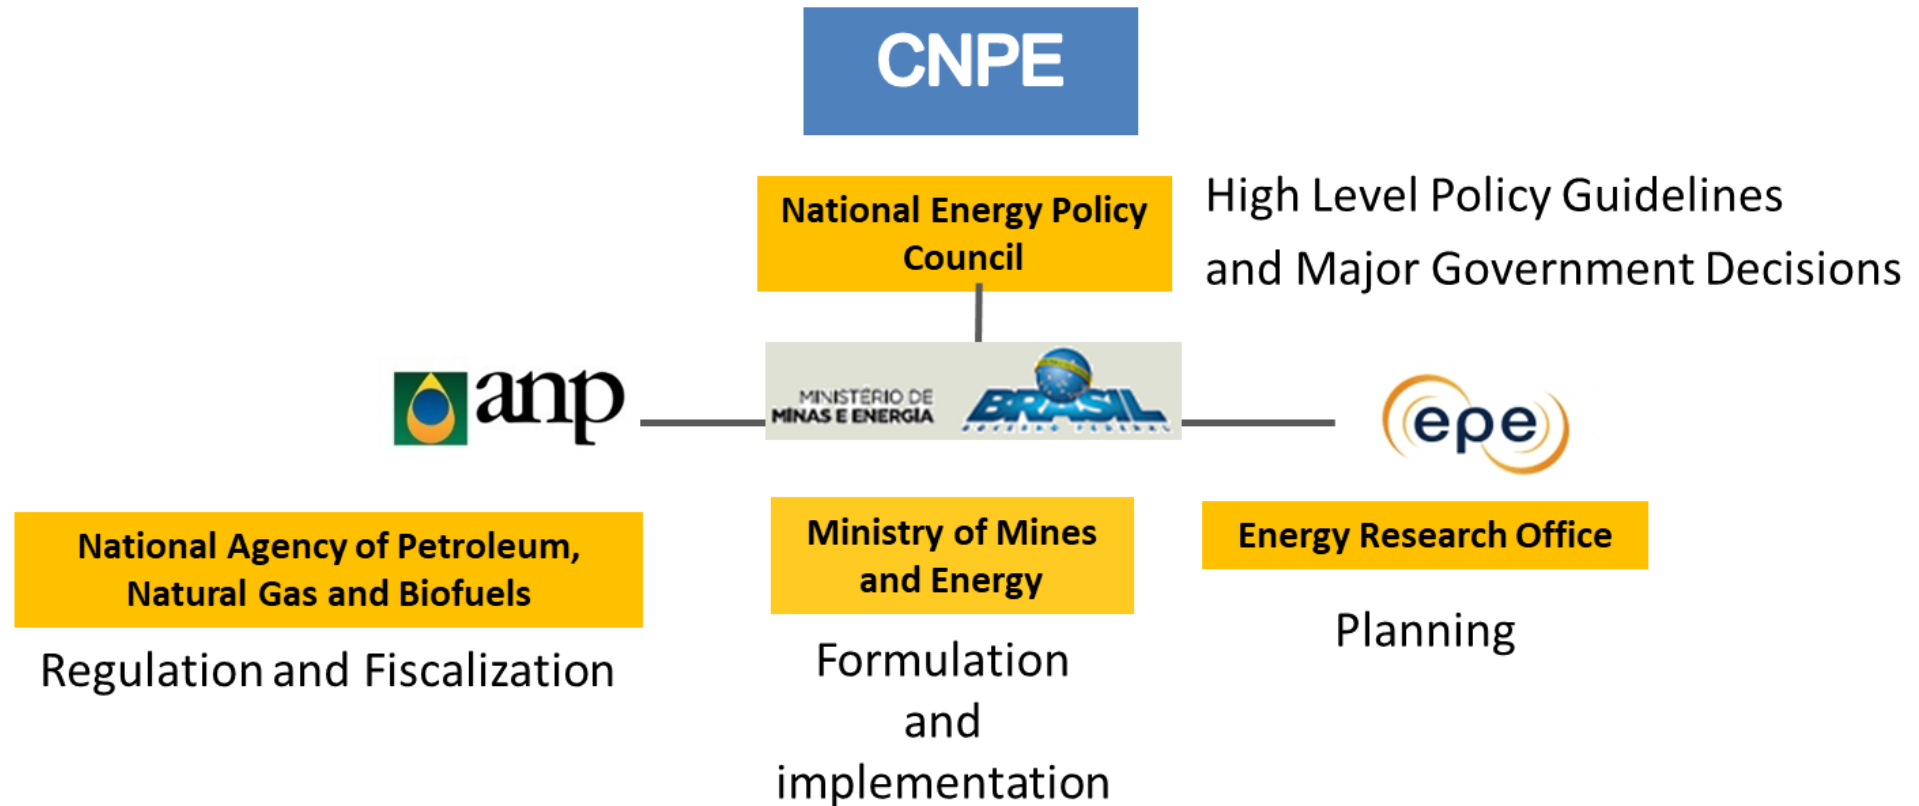 CNPE
National Energy Policy
Council
High Level Policy Guidelines
and Major Government Decisions
anp
MINISTÉRIO DE
MINAS E ENERGIA
BRASIL
GOVERNO FEDERAL
epe
National Agency of Petroleum,
Natural Gas and Biofuels
Regulation and Fiscalization
Ministry of Mines
and Energy
Formulation
and
implementation
Energy Research Office
Planning